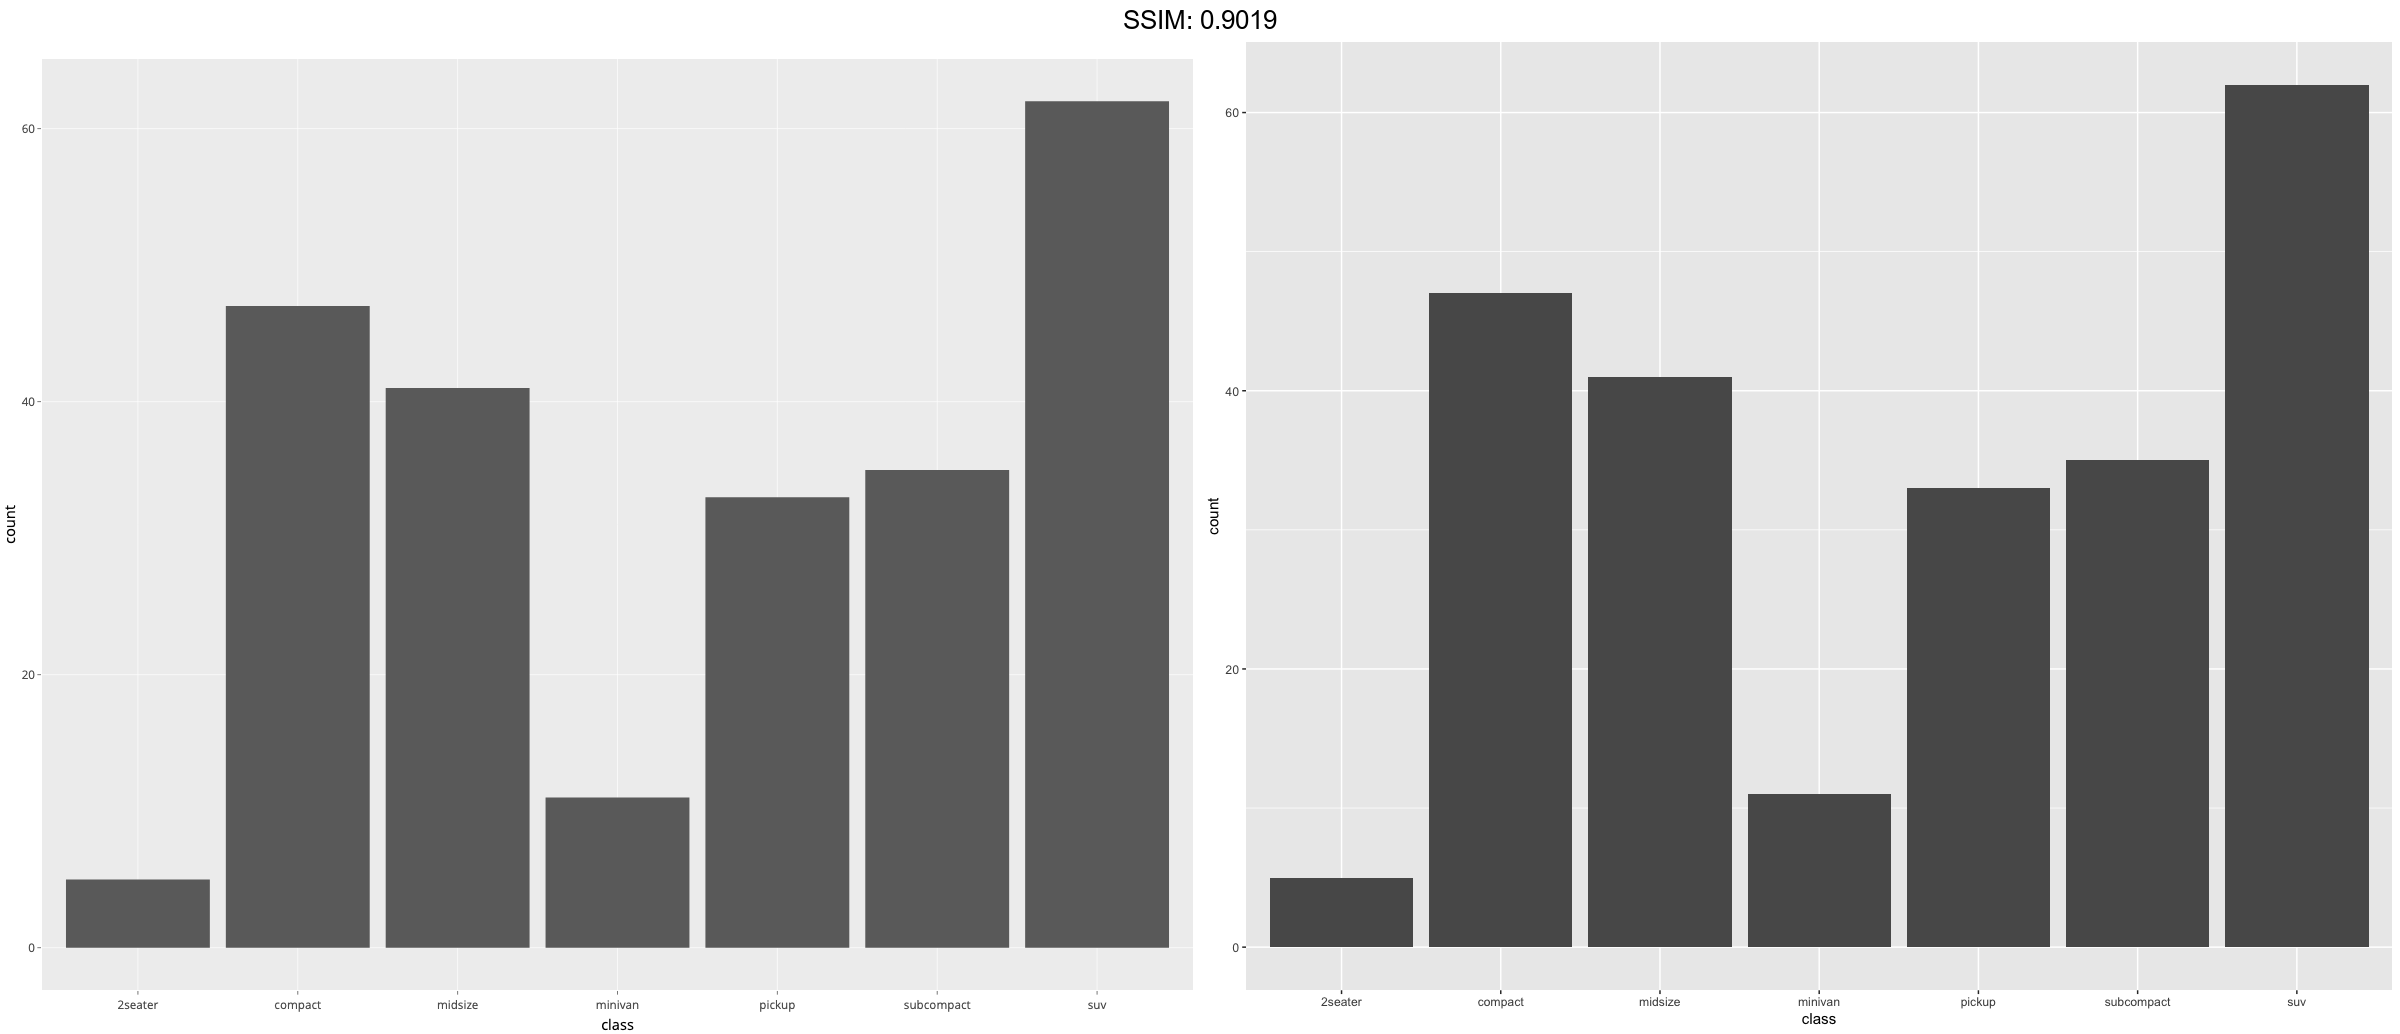 SSIM: 0.9019
60
40
20
0
count
2seater compact midsize minivan pickup subcompact suv
class
60
40
20
0
count
2seater compact midsize minivan pickup subcompact suv
class